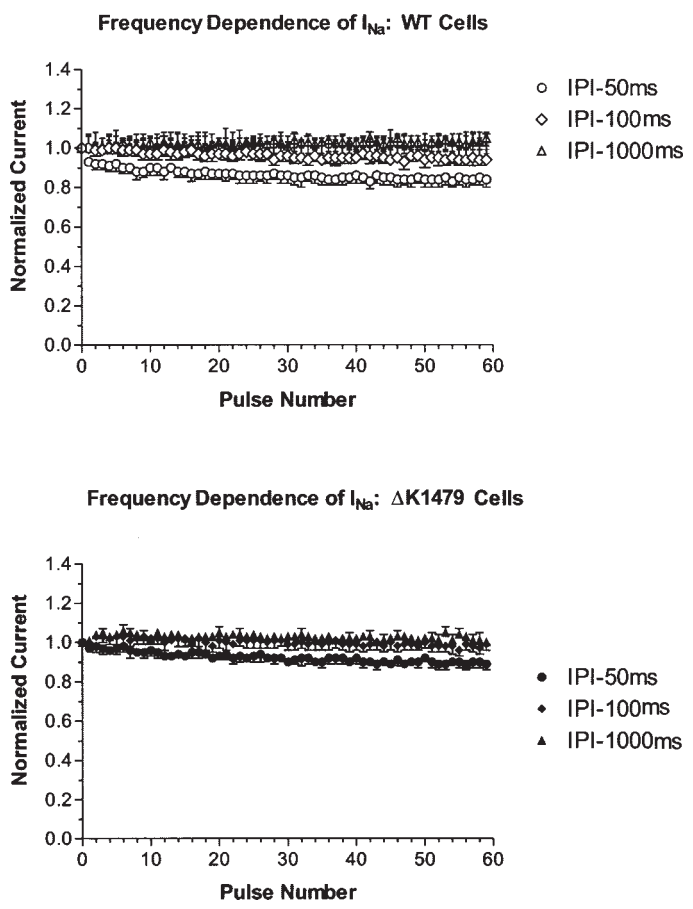 Frequency Dependence of INa: WT Cells
1.4
1.2
1.0
0.8
0.6
0.4
0.2
0.0
Normalized Current
0 10 20 30 40 50 60
Pulse Number
IPI-50ms
IPI-100ms
IPI-1000ms
Frequency Dependence of INa: ΔK1479 Cells
1.4
1.2
1.0
0.8
0.6
0.4
0.2
0.0
Normalized Current
0 10 20 30 40 50 60
Pulse Number
IPI-50ms
IPI-100ms
IPI-1000ms